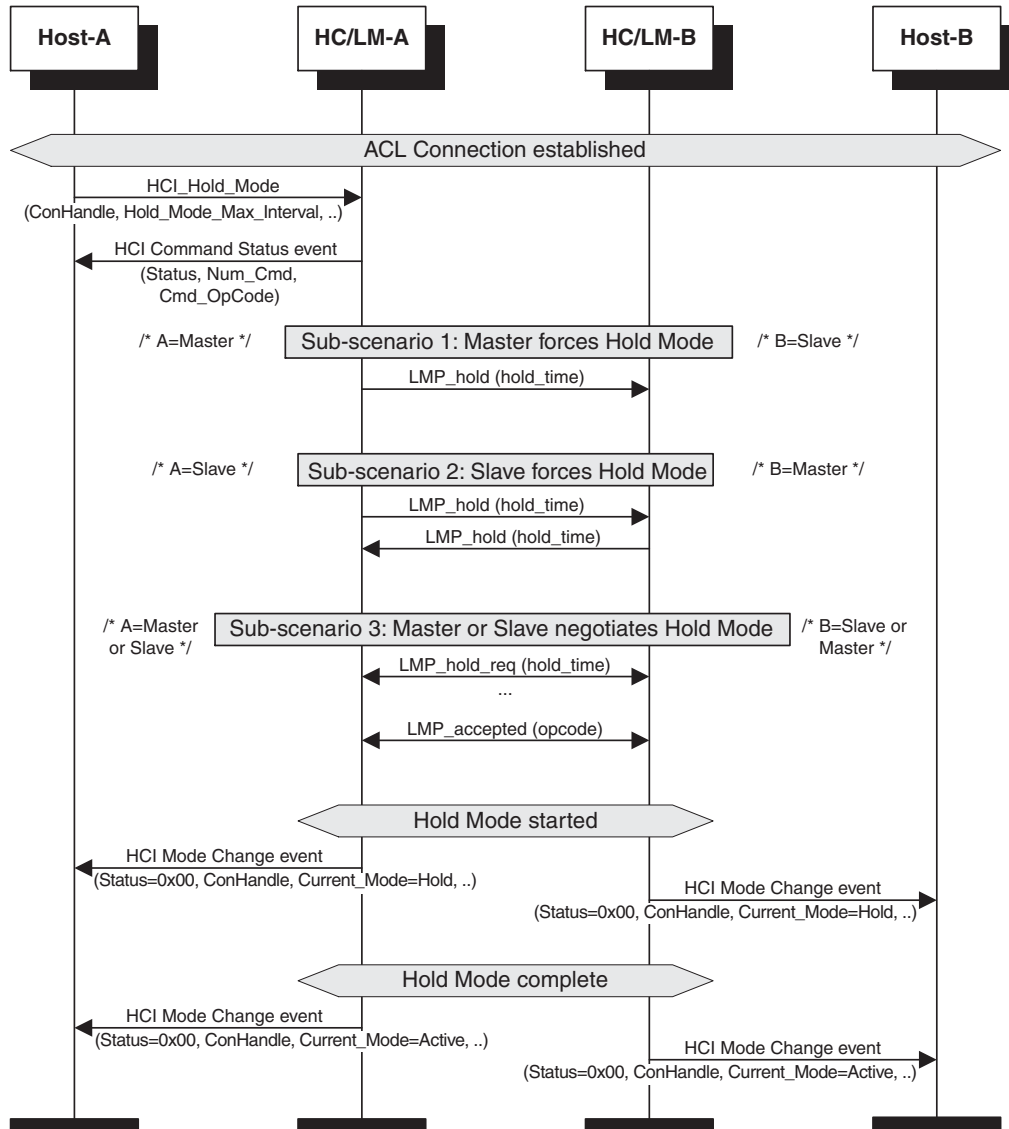 Host-A
HC/LM-A
HC/LM-B
Host-B
ACL Connection established
HCI_Hold_Mode
(ConHandle, Hold_Mode_Max_Interval, ..)
HCI Command Status event
(Status, Num_Cmd,
Cmd_OpCode)
/* A=Master */
Sub-scenario 1: Master forces Hold Mode
/* B=Slave */
LMP_hold (hold_time)
/* A=Slave */
Sub-scenario 2: Slave forces Hold Mode
/* B=Master */
LMP_hold (hold_time)
LMP_hold (hold_time)
/* A=Master
or Slave */
Sub-scenario 3: Master or Slave negotiates Hold Mode
/* B=Slave or
Master */
LMP_hold_req (hold_time)
...
LMP_accepted (opcode)
Hold Mode started
HCI Mode Change event
(Status=0x00, ConHandle, Current_Mode=Hold, ..)
HCI Mode Change event
(Status=0x00, ConHandle, Current_Mode=Hold, ..)
Hold Mode complete
HCI Mode Change event
(Status=0x00, ConHandle, Current_Mode=Active, ..)
HCI Mode Change event
(Status=0x00, ConHandle, Current_Mode=Active, ..)